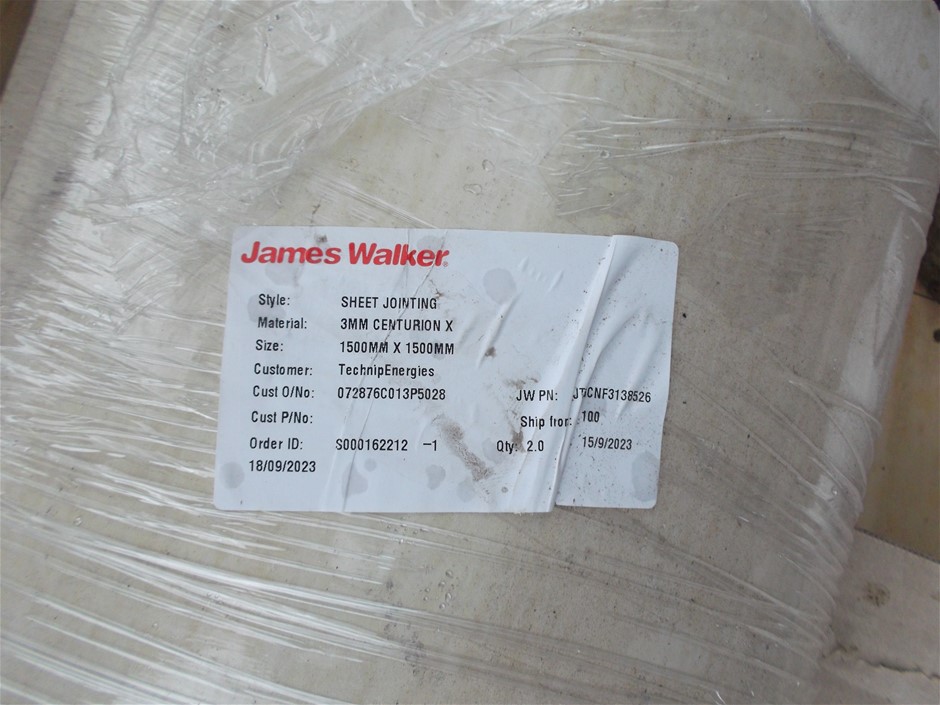 James Walker
Style: SHEET JOINTING
Material: 3MM CENTURION X
Size: 1500MM X 1500MM
Customer: TechnipEnergies
Cust O/No: 072876C013P5028 JW PN:
Cust P/No: Ship from: 100
Order ID: S000162212 -1 Qty: 2.0 15/9/2023
18/09/2023